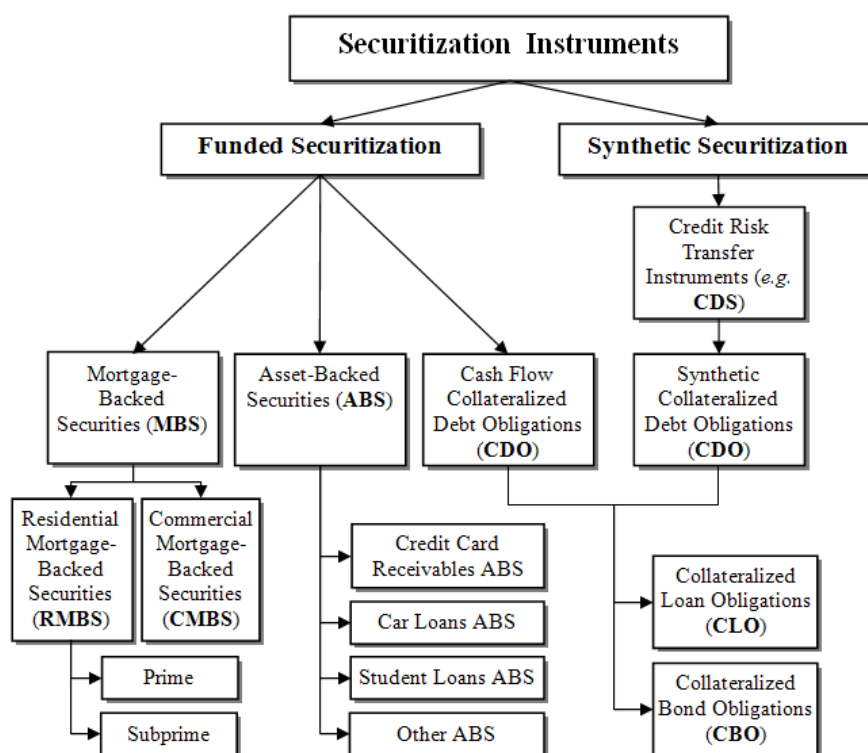 Securitization Instruments
Funded Securitization
Synthetic Securitization
Credit Risk
Transfer
Instruments (e.g.
CDS)
Mortgage-
Backed
Securities (MBS)
Asset-Backed
Securities (ABS)
Cash Flow
Collateralized
Debt Obligations
(CDO)
Synthetic
Collateralized
Debt Obligations
(CDO)
Residential
Mortgage-
Backed
Securities
(RMBS)
Commercial
Mortgage-
Backed
Securities
(CMBS)
Prime
Subprime
Credit Card
Receivables ABS
Car Loans ABS
Student Loans ABS
Other ABS
Collateralized
Loan Obligations
(CLO)
Collateralized
Bond Obligations
(CBO)